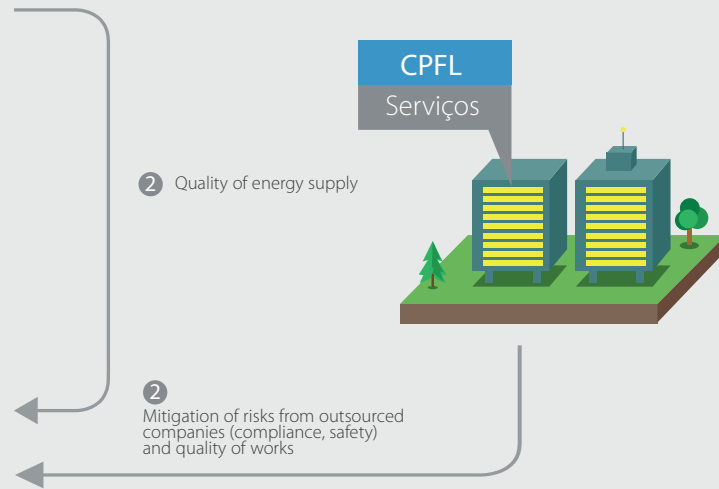 CPFL
Serviços
2 Quality of energy supply
2
Mitigation of risks from outsourced
companies (compliance, safety)
and quality of works